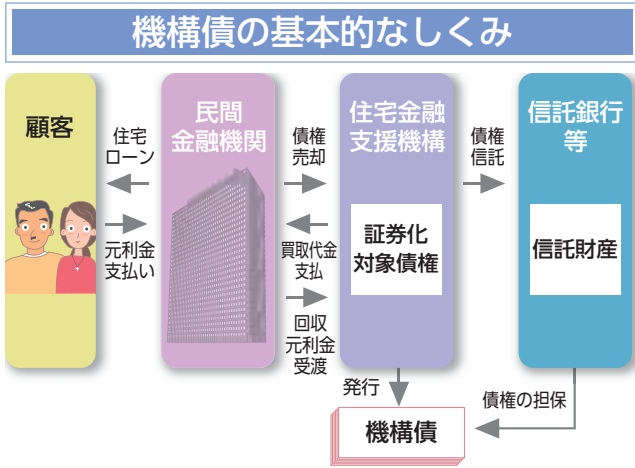 機構債の基本的なしくみ
顧客
住宅
ローン
元利金
支払い
民間
金融機関
債権
売却
買取代金
支払
回収
元利金
受渡
住宅金融
支援機構
証券化
対象債権
債権
信託
信託銀行
等
信託財産
発行
債権の担保
機構債